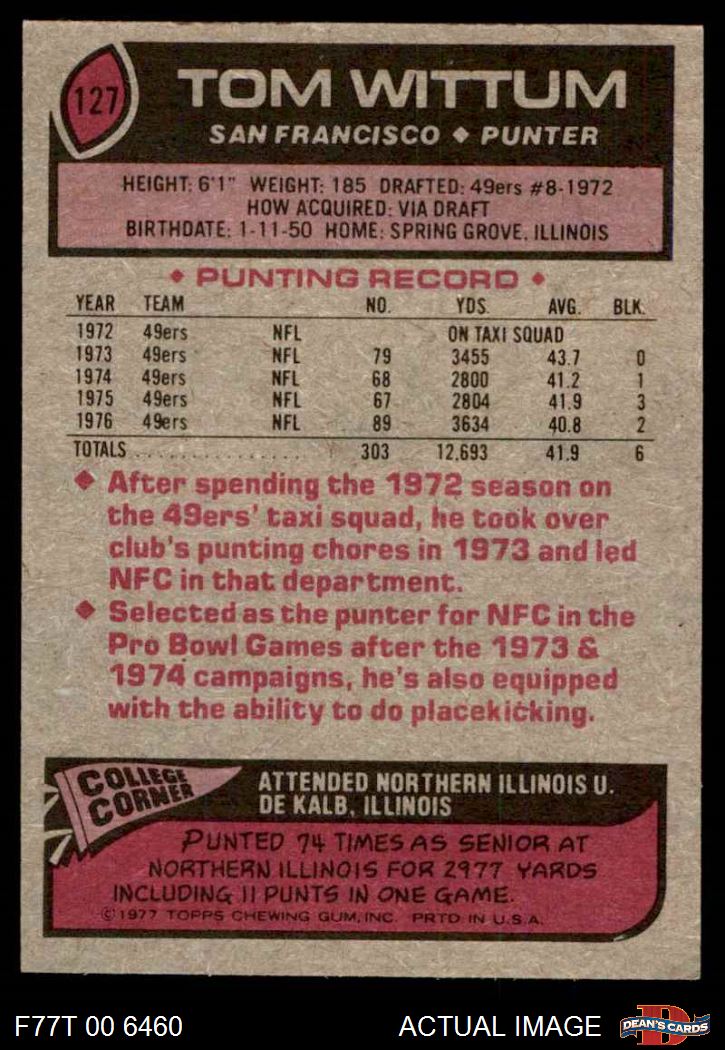 127
TOM WITTUM
SAN FRANCISCO ♦ PUNTER
HEIGHT: 6'1" WEIGHT: 185 DRAFTED: 49ers #8-1972
HOW ACQUIRED: VIA DRAFT
BIRTHDATE: 1-11-50 HOME: SPRING GROVE, ILLINOIS
♦ PUNTING RECORD ♦
YEAR TEAM NO. YDS. AVG. BLK.
1972 49ers NFL ON TAXI SQUAD
1973 49ers NFL 79 3455 43.7 0
1974 49ers NFL 68 2800 41.2 1
1975 49ers NFL 67 2804 41.9 3
1976 49ers NFL 89 3634 40.8 2
TOTALS . . . . . . . . . . . . . . . . 303 12,693 41.9 6
♦ After spending the 1972 season on
the 49ers' taxi squad, he took over
club's punting chores in 1973 and led
NFC in that department.
♦ Selected as the punter for NFC in the
Pro Bowl Games after the 1973 &
1974 campaigns, he's also equipped
with the ability to do placekicking.
COLLEGE
CORNER
ATTENDED NORTHERN ILLINOIS U.
DE KALB, ILLINOIS
PUNTED 74 TIMES AS SENIOR AT
NORTHERN ILLINOIS FOR 2977 YARDS
INCLUDING 11 PUNTS IN ONE GAME.
©1977 TOPPS CHEWING GUM, INC. PRTD IN U.S.A.
F77T 00 6460 ACTUAL IMAGE
D
DEAN'S CARDS